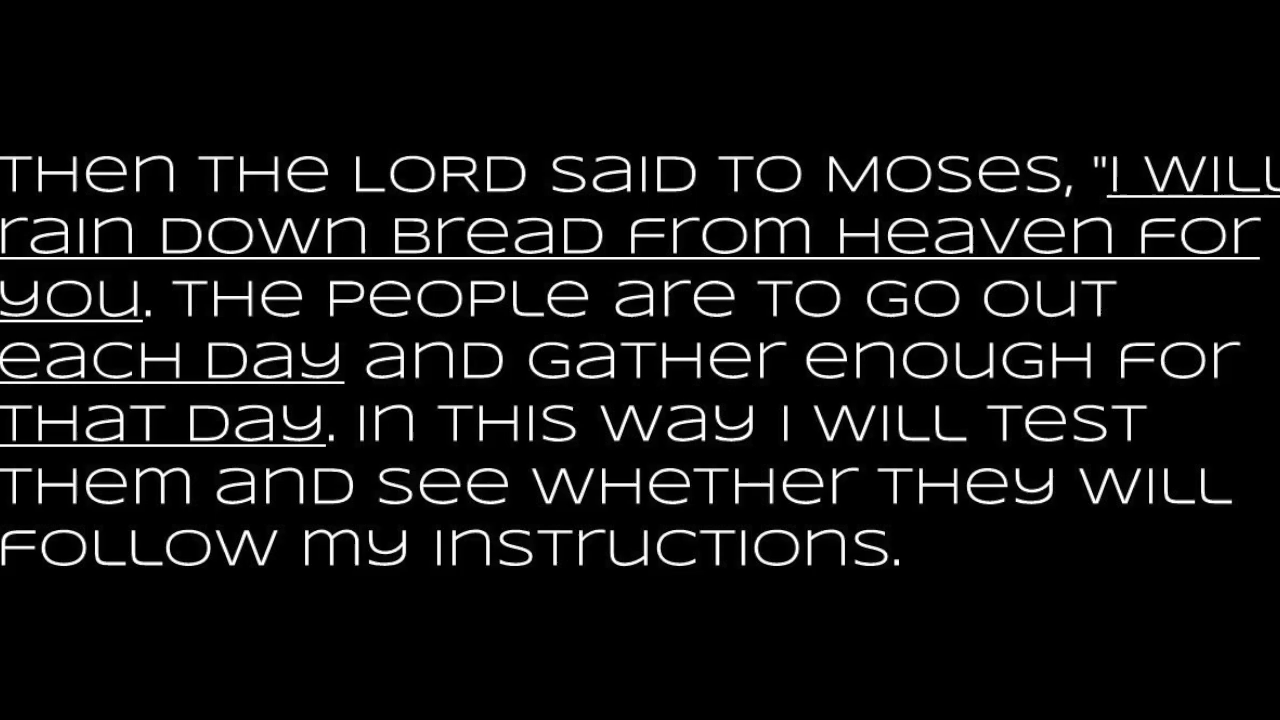 Then the LORD said to Moses, "I will
rain down bread from heaven for
you. The people are to go out
each day and gather enough for
that day. In this way I will test
them and see whether they will
follow my instructions.